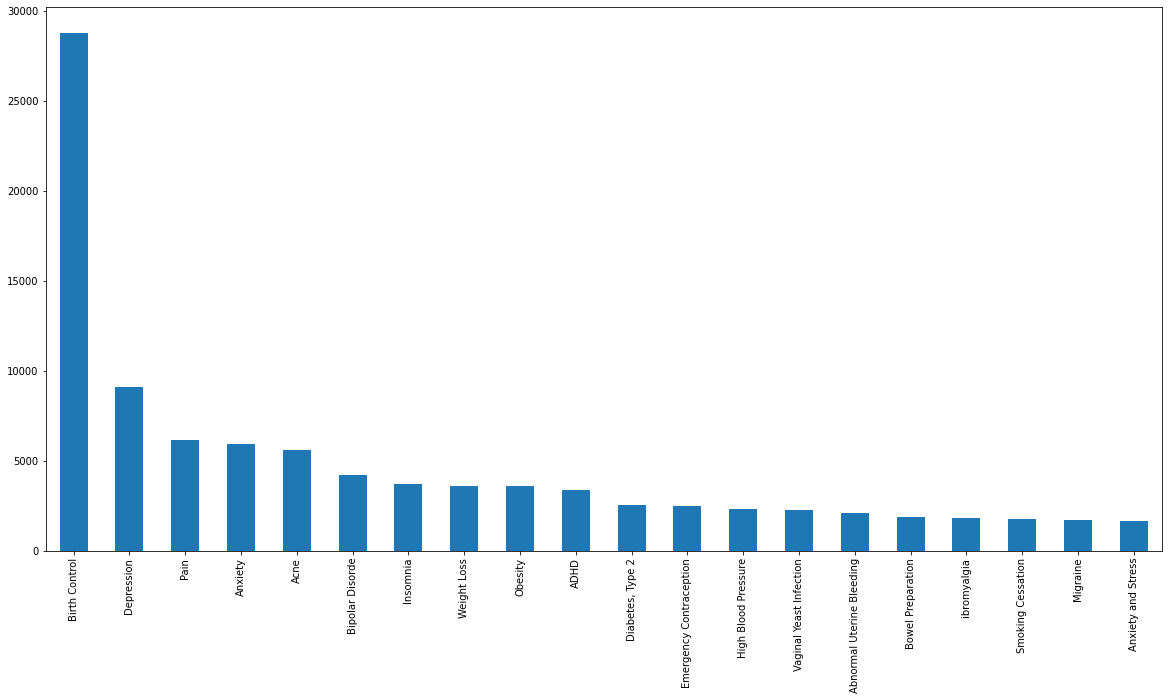 30000
25000
20000
15000
10000
5000
0
Birth Control
Depression
Pain
Anxiety
Acne
Bipolar Disorde
Insomnia
Weight Loss
Obesity
ADHD
Diabetes, Type 2
Emergency Contraception
High Blood Pressure
Vaginal Yeast Infection
Abnormal Uterine Bleeding
Bowel Preparation
ibromyalgia
Smoking Cessation
Migraine
Anxiety and Stress